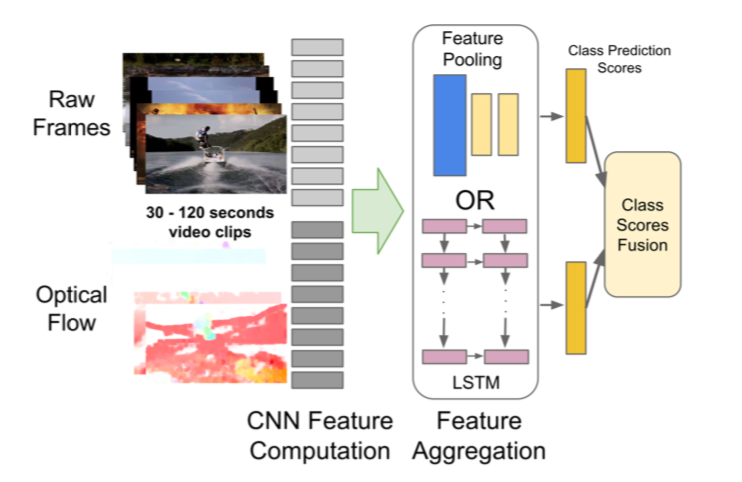 Raw
Frames
30 - 120 seconds
video clips
Optical
Flow
CNN Feature
Computation
Feature
Pooling
OR
LSTM
Feature
Aggregation
Class Prediction
Scores
Class
Scores
Fusion